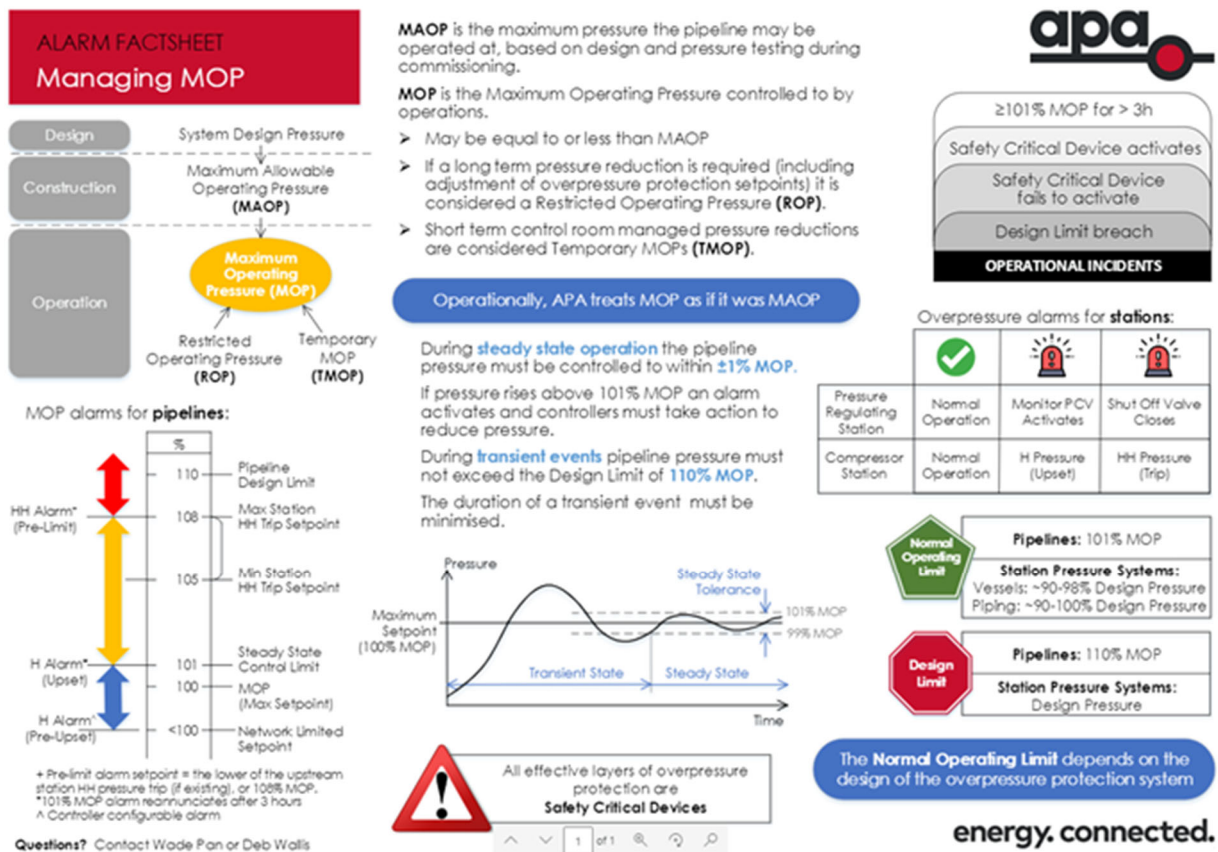 ALARM FACTSHEET
Managing MOP
Design
System Design Pressure
Construction
Maximum Allowable
Operating Pressure
(MAOP)
Operation
Maximum
Operating
Pressure (MOP)
Restricted
Operating Pressure
(ROP)
Temporary
MOP
(TMOP)
MOP alarms for pipelines:
%
110
Pipeline
Design Limit
HH Alarm⁺
(Pre-Limit)
108
Max Station
HH Trip Setpoint
105
Min Station
HH Trip Setpoint
H Alarm*
(Upset)
101
Steady State
Control Limit
100
MOP
(Max Setpoint)
H Alarm^
(Pre-Upset)
<100
Network Limited
Setpoint
+ Pre-limit alarm setpoint = the lower of the upstream
station HH pressure trip (if existing), or 108% MOP.
*101% MOP alarm reannunciates after 3 hours
^ Controller configurable alarm
Questions? Contact Wade Pan or Deb Wallis
MAOP is the maximum pressure the pipeline may be
operated at, based on design and pressure testing during
commissioning.
MOP is the Maximum Operating Pressure controlled to by
operations.
➤ May be equal to or less than MAOP
➤ If a long term pressure reduction is required (including
adjustment of overpressure protection setpoints) it is
considered a Restricted Operating Pressure (ROP).
➤ Short term control room managed pressure reductions
are considered Temporary MOPs (TMOP).
Operationally, APA treats MOP as if it was MAOP
During steady state operation the pipeline
pressure must be controlled to within ±1% MOP.
If pressure rises above 101% MOP an alarm
activates and controllers must take action to
reduce pressure.
During transient events pipeline pressure must
not exceed the Design Limit of 110% MOP.
The duration of a transient event must be
minimised.
Pressure
Steady State
Tolerance
Maximum
Setpoint
(100% MOP)
101% MOP
99% MOP
Transient State
Steady State
Time
All effective layers of overpressure
protection are
Safety Critical Devices
1 of 1
apa
≥101% MOP for > 3h
Safety Critical Device activates
Safety Critical Device
fails to activate
Design Limit breach
OPERATIONAL INCIDENTS
Overpressure alarms for stations:
Pressure
Regulating
Station
Normal
Operation
Monitor PCV
Activates
Shut Off Valve
Closes
Compressor
Station
Normal
Operation
H Pressure
(Upset)
HH Pressure
(Trip)
Normal
Operating
Limit
Pipelines: 101% MOP
Station Pressure Systems:
Vessels: ~90-98% Design Pressure
Piping: ~90-100% Design Pressure
Design
Limit
Pipelines: 110% MOP
Station Pressure Systems:
Design Pressure
The Normal Operating Limit depends on the
design of the overpressure protection system
energy. connected.